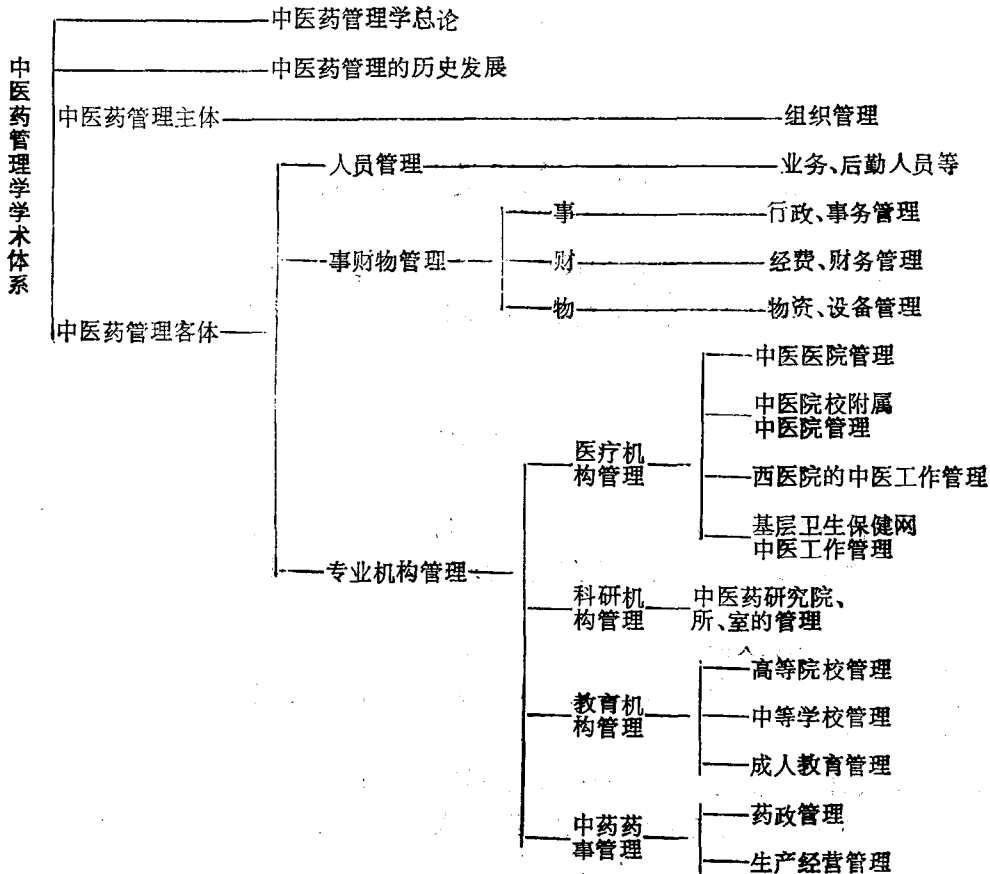 中医药管理学学术体系
中医药管理学总论
中医药管理的历史发展
中医药管理主体
组织管理
人员管理
业务、后勤人员等
事财物管理
事
行政、事务管理
财
经费、财务管理
物
物资、设备管理
中医药管理客体
专业机构管理
医疗机
构管理
中医医院管理
中医院校附属
中医院管理
西医院的中医工作管理
基层卫生保健网
中医工作管理
科研机
构管理
中医药研究院、
所、室的管理
教育机
构管理
高等院校管理
中等学校管理
成人教育管理
中药药
事管理
药政管理
生产经营管理